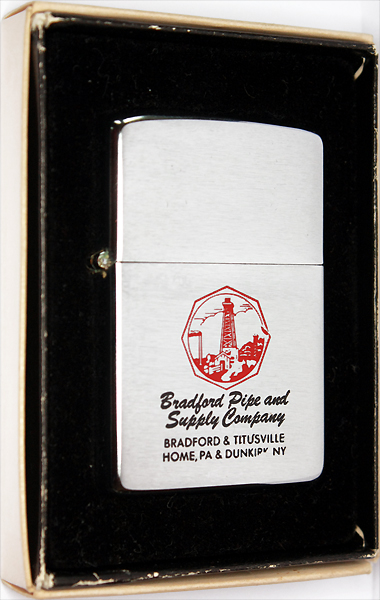 Bradford Pipe and
Supply Company
BRADFORD & TITUSVILLE
HOME, PA & DUNKIRK NY